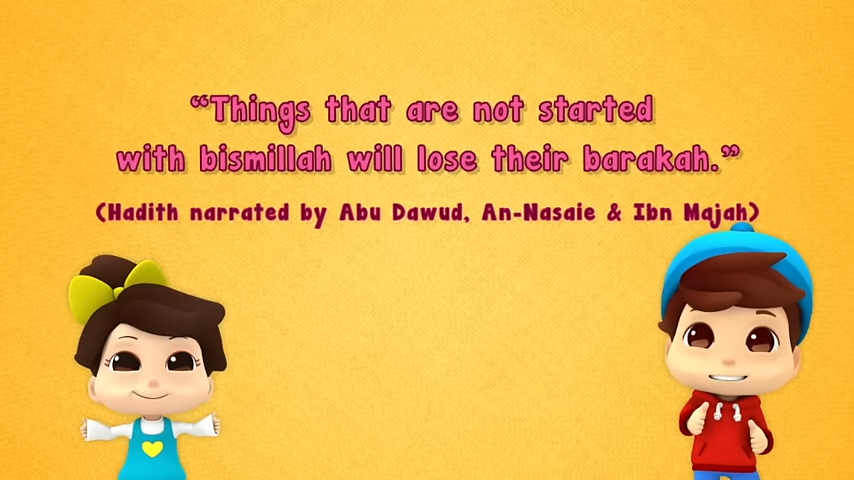 “Things that are not started
with bismillah will lose their barakah.”
(Hadith narrated by Abu Dawud, An-Nasaie & Ibn Majah)